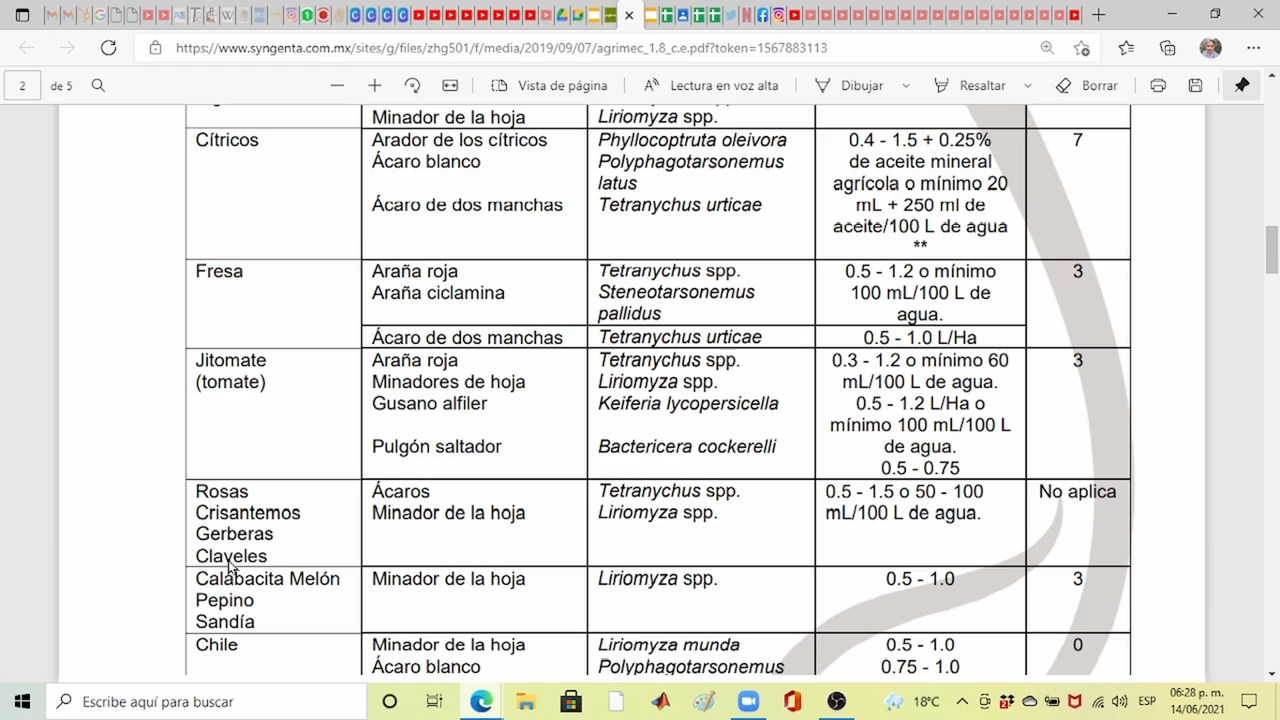 https://www.syngenta.com.mx/sites/g/files/zhg501/f/media/2019/09/07/agrimec_1.8_c.e.pdf?token=1567883113
2 de 5
Vista de página
Lectura en voz alta
Dibujar
Resaltar
Borrar
Minador de la hoja
Liriomyza spp.
Cítricos
Arador de los cítricos
Ácaro blanco
Ácaro de dos manchas
Phyllocoptruta oleivora
Polyphagotarsonemus
latus
Tetranychus urticae
0.4 - 1.5 + 0.25%
de aceite mineral
agrícola o mínimo 20
mL + 250 ml de
aceite/100 L de agua
**
7
Fresa
Araña roja
Araña ciclamina
Tetranychus spp.
Steneotarsonemus
pallidus
0.5 - 1.2 o mínimo
100 mL/100 L de
agua.
3
Ácaro de dos manchas
Tetranychus urticae
0.5 - 1.0 L/Ha
Jitomate
(tomate)
Araña roja
Minadores de hoja
Gusano alfiler
Pulgón saltador
Tetranychus spp.
Liriomyza spp.
Keiferia lycopersicella
Bactericera cockerelli
0.3 - 1.2 o mínimo 60
mL/100 L de agua.
0.5 - 1.2 L/Ha o
mínimo 100 mL/100 L
de agua.
0.5 - 0.75
3
Rosas
Crisantemos
Gerberas
Claveles
Ácaros
Minador de la hoja
Tetranychus spp.
Liriomyza spp.
0.5 - 1.5 o 50 - 100
mL/100 L de agua.
No aplica
Calabacita Melón
Pepino
Sandía
Minador de la hoja
Liriomyza spp.
0.5 - 1.0
3
Chile
Minador de la hoja
Ácaro blanco
Liriomyza munda
Polyphagotarsonemus
0.5 - 1.0
0.75 - 1.0
0
Escribe aquí para buscar
18°C
ESP
06:28 p. m.
14/06/2021